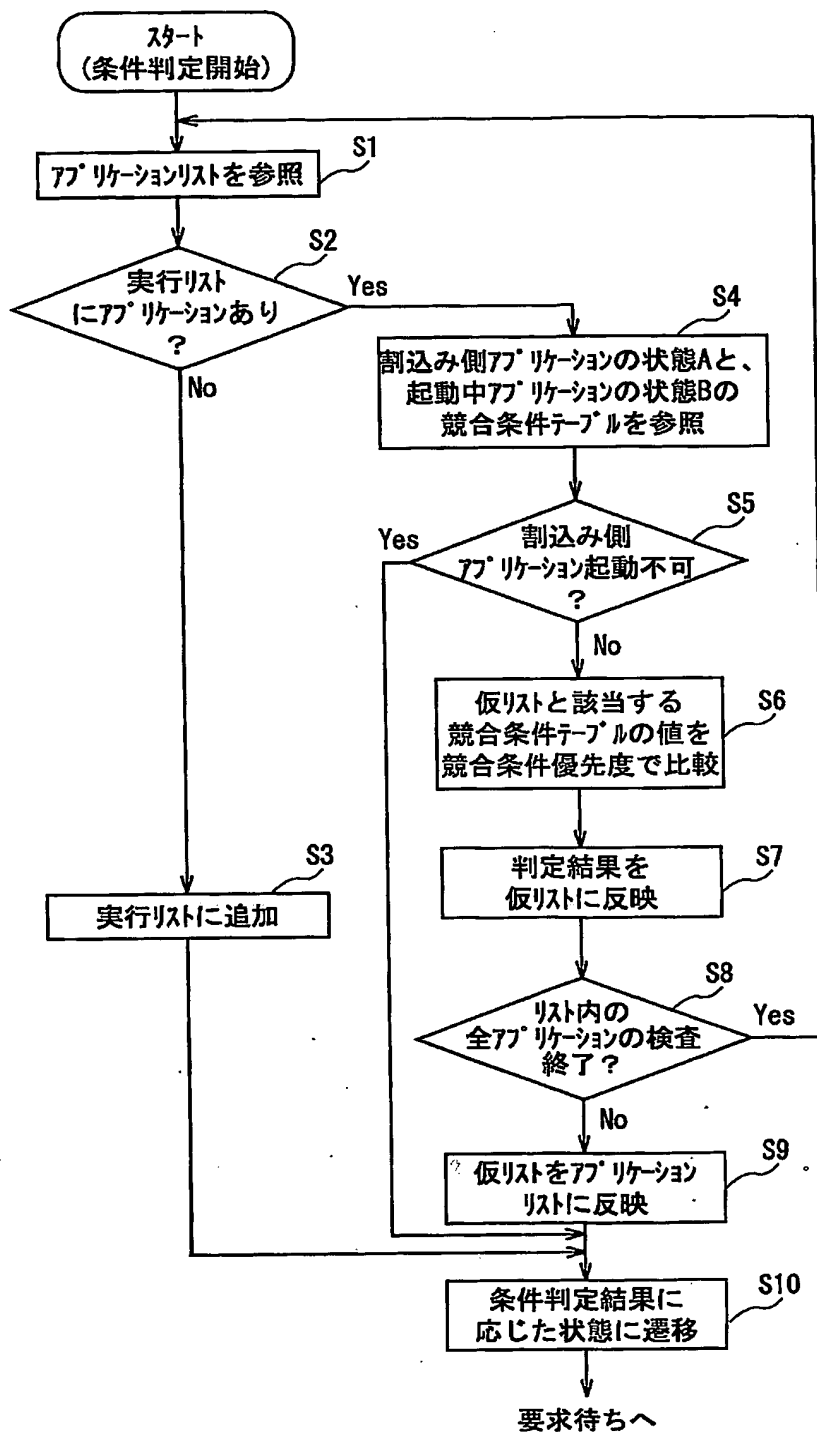 スタート
(条件判定開始)
S1
アプリケーションリストを参照
S2
実行リスト
にアプリケーションあり
?
Yes
No
S4
割込み側アプリケーションの状態Aと、
起動中アプリケーションの状態Bの
競合条件テーブルを参照
S5
割込み側
アプリケーション起動不可
?
Yes
No
S6
仮リストと該当する
競合条件テーブルの値を
競合条件優先度で比較
S7
判定結果を
仮リストに反映
S3
実行リストに追加
S8
リスト内の
全アプリケーションの検査
終了?
Yes
No
S9
仮リストをアプリケーション
リストに反映
S10
条件判定結果に
応じた状態に遷移
要求待ちへ